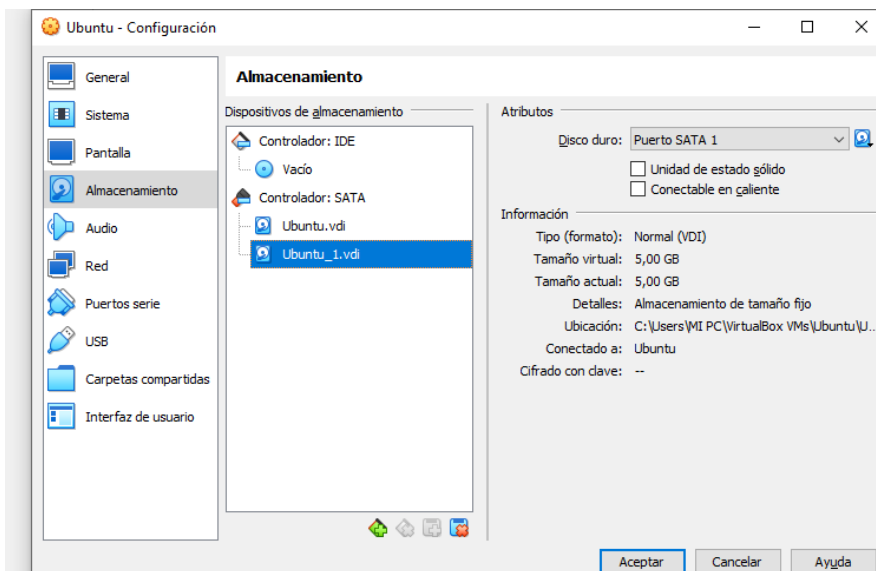 Ubuntu - Configuración
General
Sistema
Pantalla
Almacenamiento
Audio
Red
Puertos serie
USB
Carpetas compartidas
Interfaz de usuario
Almacenamiento
Dispositivos de almacenamiento
Controlador: IDE
Vacío
Controlador: SATA
Ubuntu.vdi
Ubuntu_1.vdi
Atributos
Disco duro: Puerto SATA 1
Unidad de estado sólido
Conectable en caliente
Información
Tipo (formato): Normal (VDI)
Tamaño virtual: 5,00 GB
Tamaño actual: 5,00 GB
Detalles: Almacenamiento de tamaño fijo
Ubicación: C:\Users\MI PC\VirtualBox VMs\Ubuntu\U...
Conectado a: Ubuntu
Cifrado con clave: --
Aceptar Cancelar Ayuda